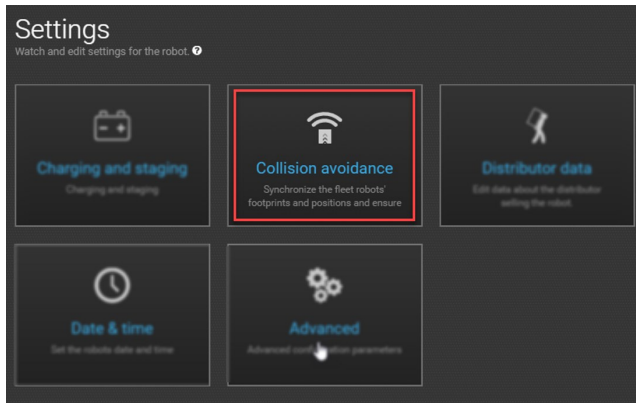 Settings
Watch and edit settings for the robot. ?
Charging and staging
Charging and staging
Collision avoidance
Synchronize the fleet robots'
footprints and positions and ensure
Distributor data
Edit data about the distributor
selling the robot.
Date & time
Set the robots date and time
Advanced
Advanced configuration parameters